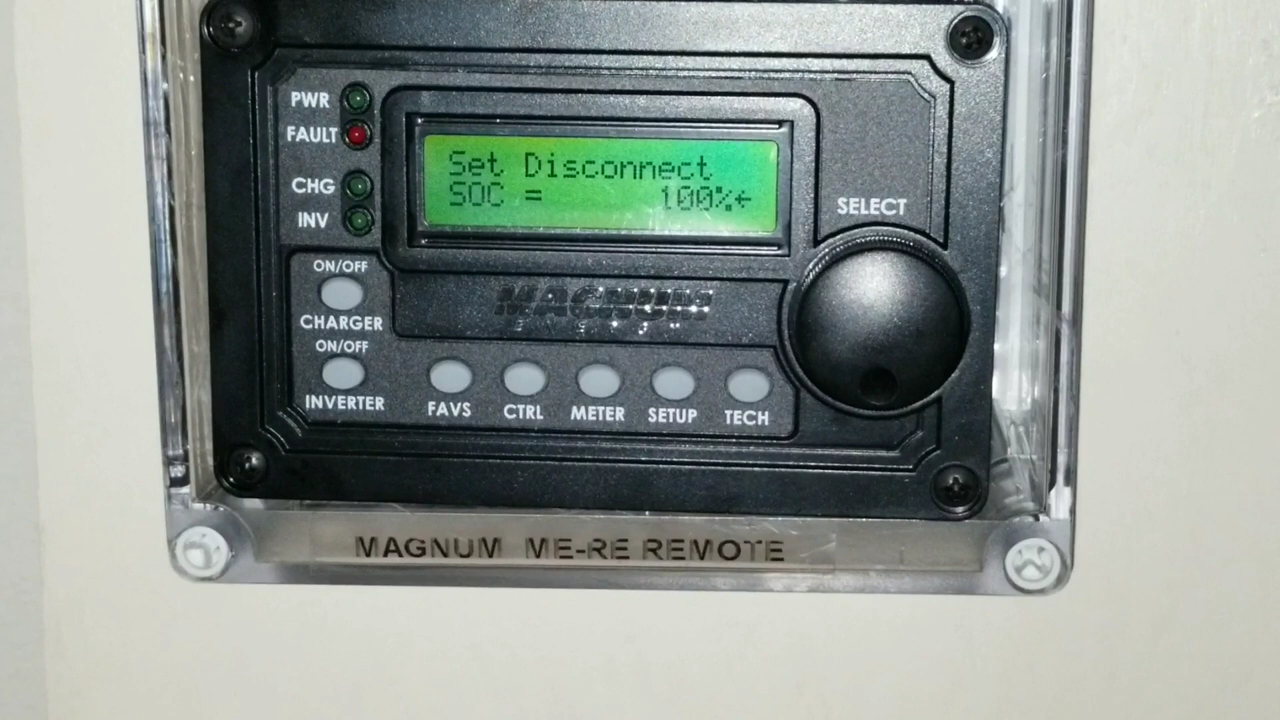 PWR
FAULT
CHG
INV
Set Disconnect
SOC = 100%←
SELECT
ON/OFF
CHARGER
ON/OFF
INVERTER
MAGNUM
ENERGY
FAVS
CTRL
METER
SETUP
TECH
MAGNUM ME-RE REMOTE